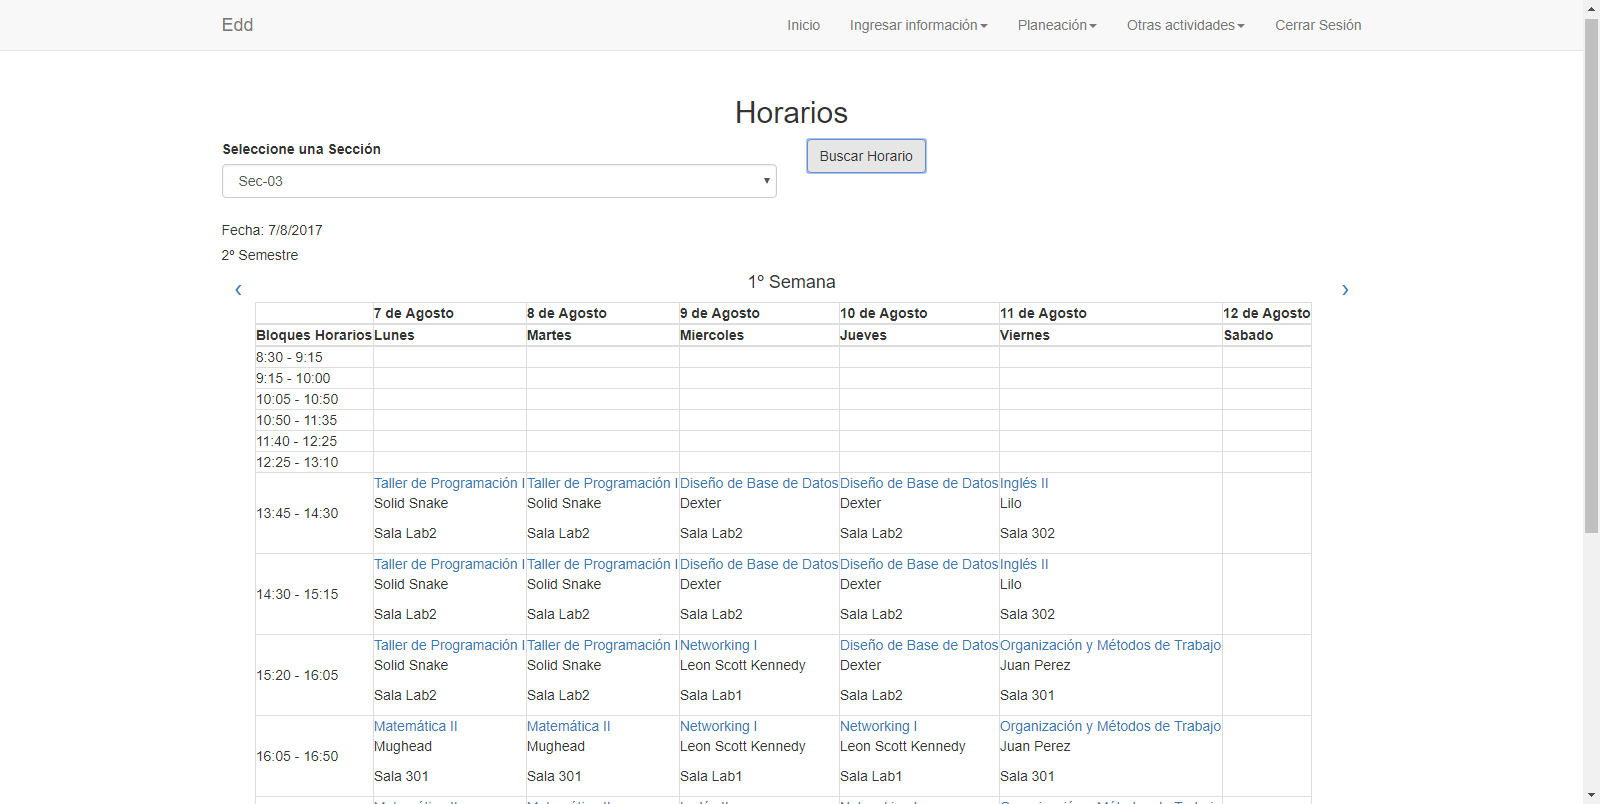 Edd Inicio Ingresar información Planeación Otras actividades Cerrar Sesión
Horarios
Seleccione una Sección
Buscar Horario
Sec-03
Fecha: 7/8/2017
2º Semestre
1º Semana
‹ ›
7 de Agosto 8 de Agosto 9 de Agosto 10 de Agosto 11 de Agosto 12 de Agosto
Bloques Horarios Lunes Martes Miercoles Jueves Viernes Sabado
8:30 - 9:15
9:15 - 10:00
10:05 - 10:50
10:50 - 11:35
11:40 - 12:25
12:25 - 13:10
Taller de Programación I Taller de Programación I Diseño de Base de Datos Diseño de Base de Datos Inglés II
Solid Snake Solid Snake Dexter Dexter Lilo
13:45 - 14:30
Sala Lab2 Sala Lab2 Sala Lab2 Sala Lab2 Sala 302
Taller de Programación I Taller de Programación I Diseño de Base de Datos Diseño de Base de Datos Inglés II
Solid Snake Solid Snake Dexter Dexter Lilo
14:30 - 15:15
Sala Lab2 Sala Lab2 Sala Lab2 Sala Lab2 Sala 302
Taller de Programación I Taller de Programación I Networking I Diseño de Base de Datos Organización y Métodos de Trabajo
Solid Snake Solid Snake Leon Scott Kennedy Dexter Juan Perez
15:20 - 16:05
Sala Lab2 Sala Lab2 Sala Lab1 Sala Lab2 Sala 301
Matemática II Matemática II Networking I Networking I Organización y Métodos de Trabajo
Mughead Mughead Leon Scott Kennedy Leon Scott Kennedy Juan Perez
16:05 - 16:50
Sala 301 Sala 301 Sala Lab1 Sala Lab1 Sala 301